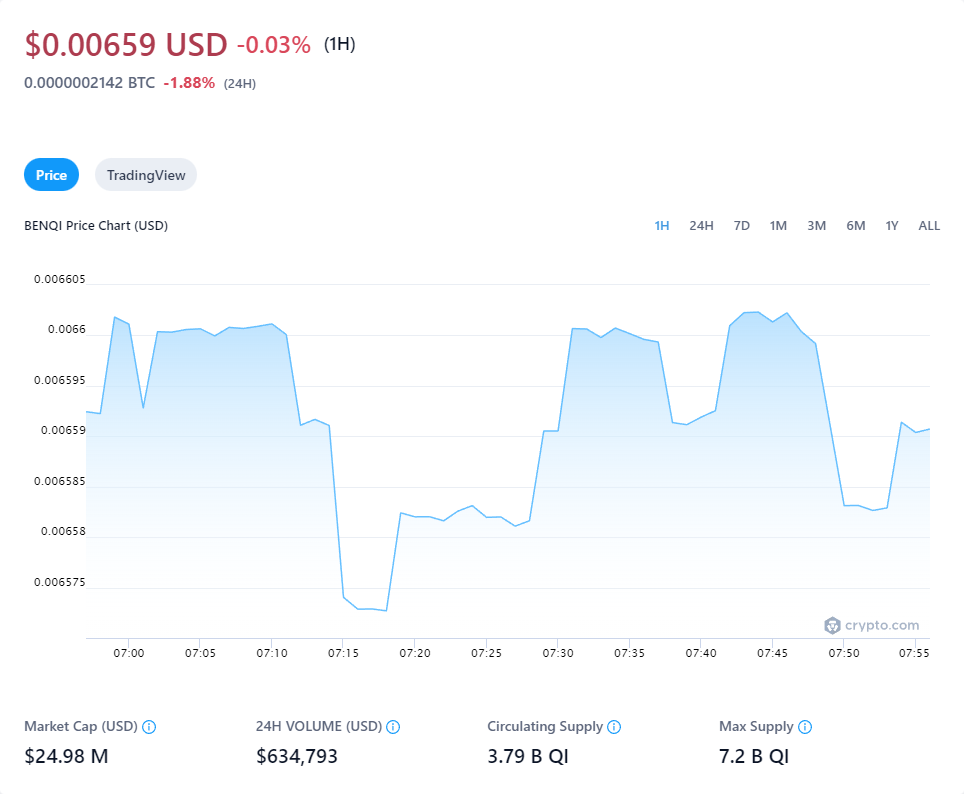 $0.00659 USD -0.03% (1H)
0.0000002142 BTC -1.88% (24H)
Price TradingView
BENQI Price Chart (USD) 1H 24H 7D 1M 3M 6M 1Y ALL
0.006605
0.0066
0.006595
0.00659
0.006585
0.00658
0.006575
crypto.com
07:00 07:05 07:10 07:15 07:20 07:25 07:30 07:35 07:40 07:45 07:50 07:55
Market Cap (USD) 24H VOLUME (USD) Circulating Supply Max Supply
$24.98 M $634,793 3.79 B QI 7.2 B QI